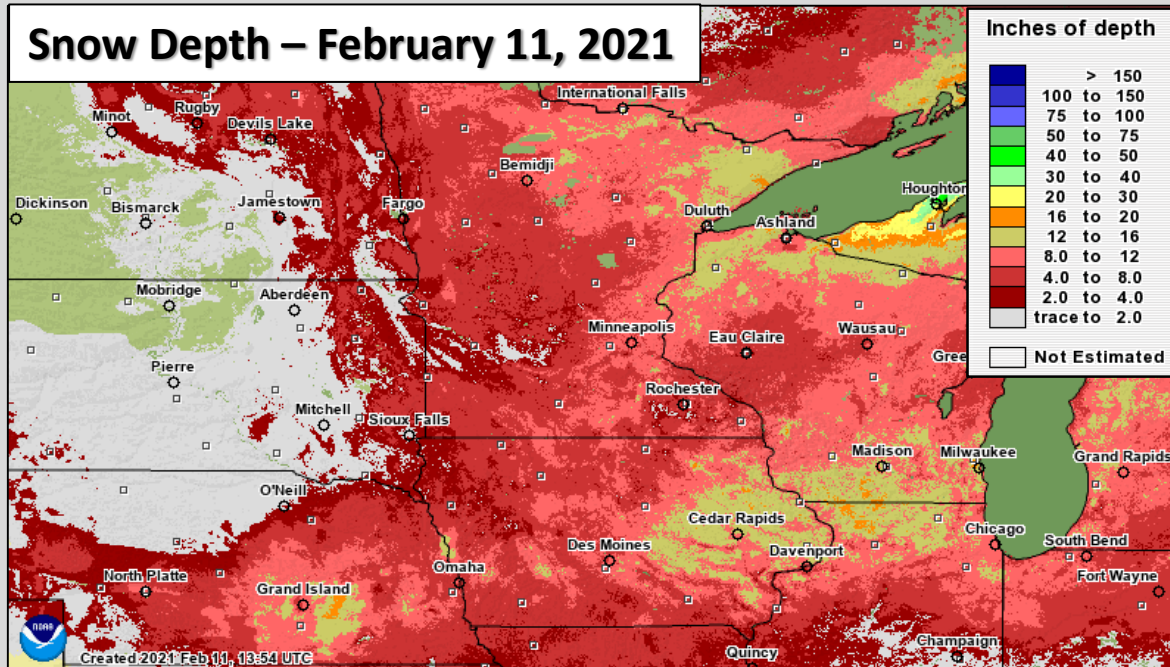 Snow Depth – February 11, 2021
Inches of depth
> 150
100 to 150
75 to 100
50 to 75
40 to 50
30 to 40
20 to 30
16 to 20
12 to 16
8.0 to 12
4.0 to 8.0
2.0 to 4.0
trace to 2.0
Not Estimated
International Falls
Rugby
Minot
Devils Lake
Bemidji
Houghton
Dickinson
Bismarck
Jamestown
Fargo
Duluth
Ashland
Mobridge
Aberdeen
Minneapolis
Eau Claire
Wausau
Gree
Pierre
Rochester
Mitchell
Sioux Falls
Madison
Milwaukee
Grand Rapids
O'Neill
Cedar Rapids
Chicago
Des Moines
Davenport
South Bend
North Platte
Omaha
Fort Wayne
Grand Island
Champaign
Quincy
NOAA
Created 2021 Feb 11, 13:54 UTC